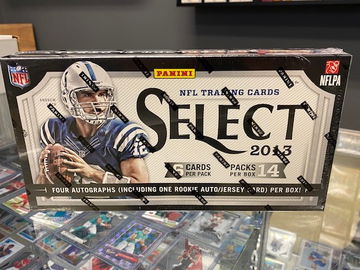 PANINI
NFL
NFL TRADING CARDS
NFLPA
SELECT
2013
6 CARDS PER PACK
PACKS PER BOX 14
FOUR AUTOGRAPHS (INCLUDING ONE ROOKIE AUTO/JERSEY CARD) PER BOX!